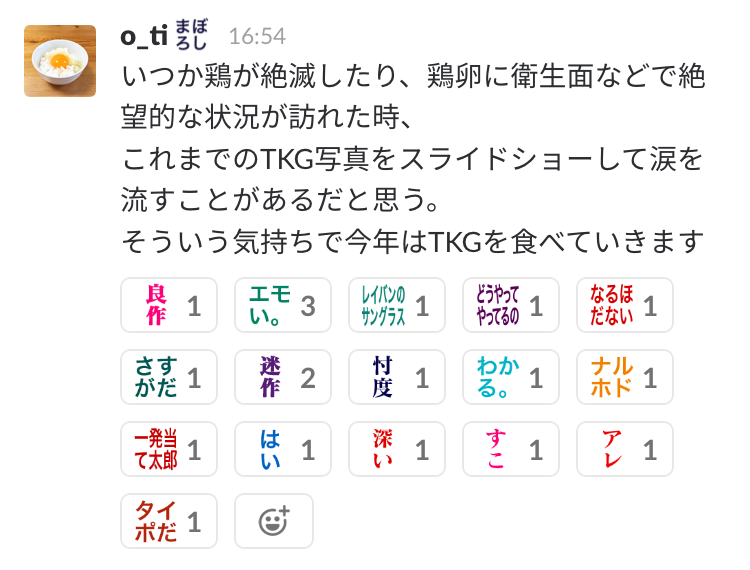 o_ti まぼろし 16:54
いつか鶏が絶滅したり、鶏卵に衛生面などで絶
望的な状況が訪れた時、
これまでのTKG写真をスライドショーして涙を
流すことがあるだと思う。
そういう気持ちで今年はTKGを食べていきます
良作 1 エモい。 3 レイバンのサングラス 1 どうやってやってるの 1 なるほだない 1
さすがだ 1 迷作 2 忖度 1 わかる。 1 ナルホド 1
一発当て太郎 1 はい 1 深い 1 すこ 1 アレ 1
タイポだ 1